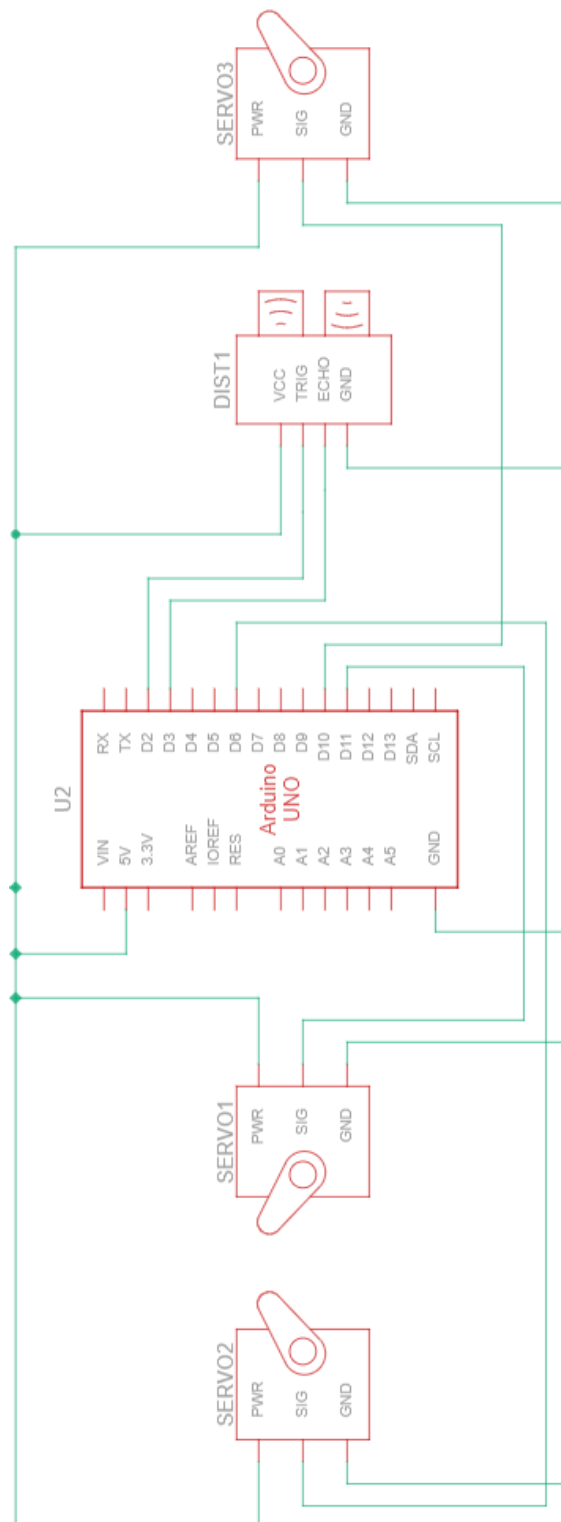 SERVO3
PWR
SIG
GND
DIST1
VCC
TRIG
ECHO
GND
U2
RX
TX
D2
D3
D4
D5
D6
D7
D8
D9
D10
D11
D12
D13
SDA
SCL
Arduino
UNO
VIN
5V
3.3V
AREF
IOREF
RES
A0
A1
A2
A3
A4
A5
GND
SERVO1
PWR
SIG
GND
SERVO2
PWR
SIG
GND